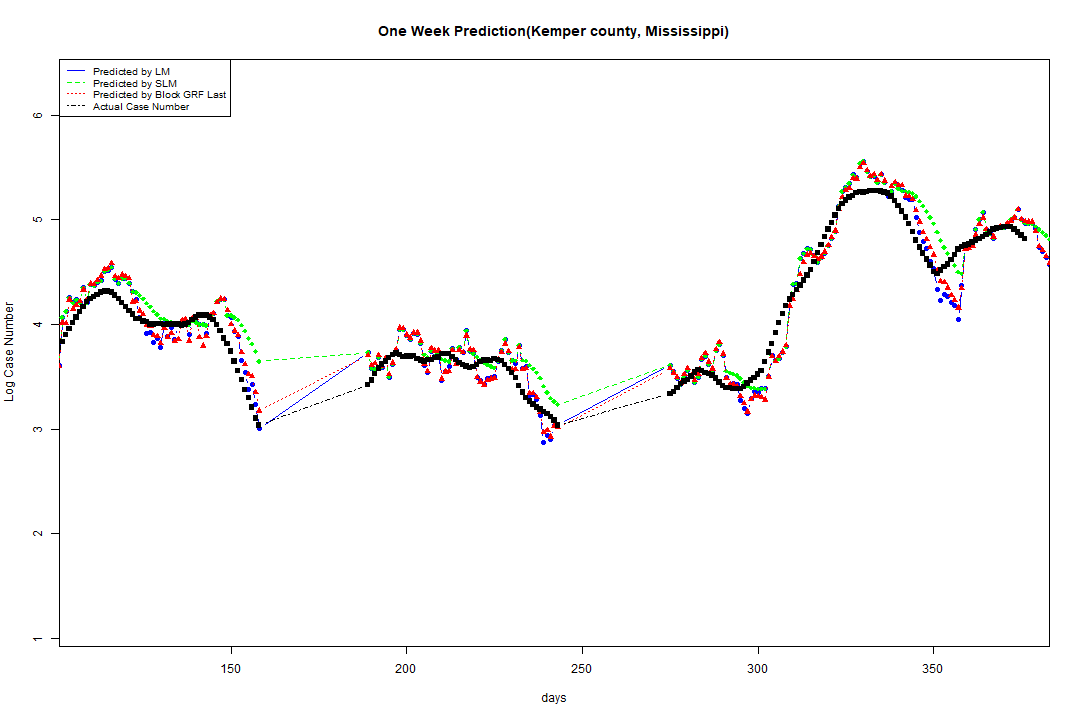 One Week Prediction(Kemper county, Mississippi)
Predicted by LM
Predicted by SLM
Predicted by Block GRF Last
Actual Case Number
Log Case Number
6
5
4
3
2
1
150 200 250 300 350
days